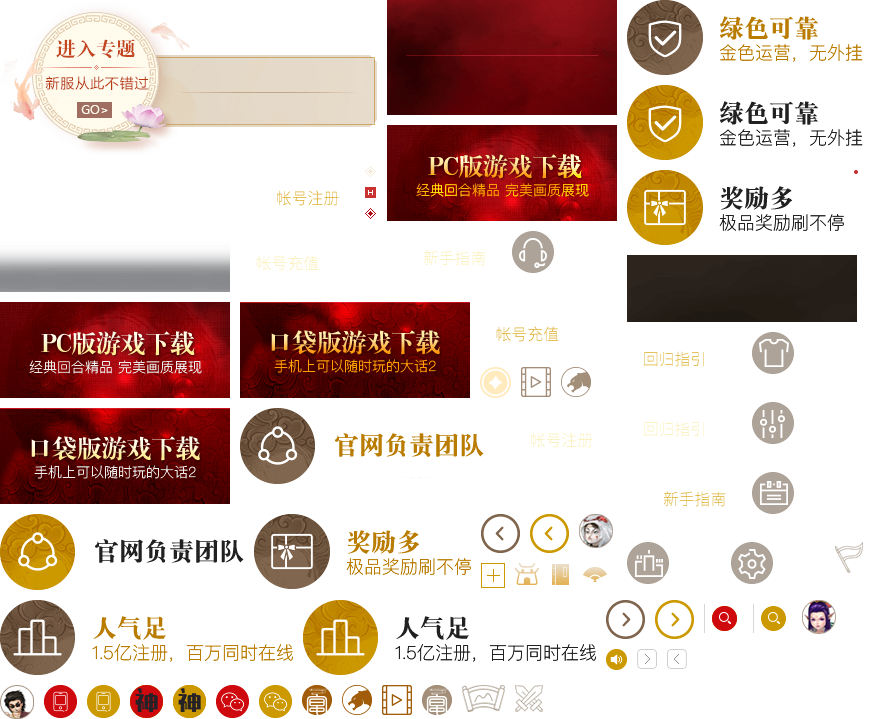 进入专题
新服从此不错过
GO>
绿色可靠
金色运营，无外挂
绿色可靠
金色运营，无外挂
PC版游戏下载
经典回合精品 完美画质展现
帐号注册
H
奖励多
极品奖励刷不停
帐号充值
新手指南
PC版游戏下载
经典回合精品 完美画质展现
口袋版游戏下载
手机上可以随时玩的大话2
帐号充值
回归指引
口袋版游戏下载
手机上可以随时玩的大话2
官网负责团队
帐号注册
回归指引
新手指南
官网负责团队
奖励多
极品奖励刷不停
人气足
1.5亿注册，百万同时在线
人气足
1.5亿注册，百万同时在线
神
神